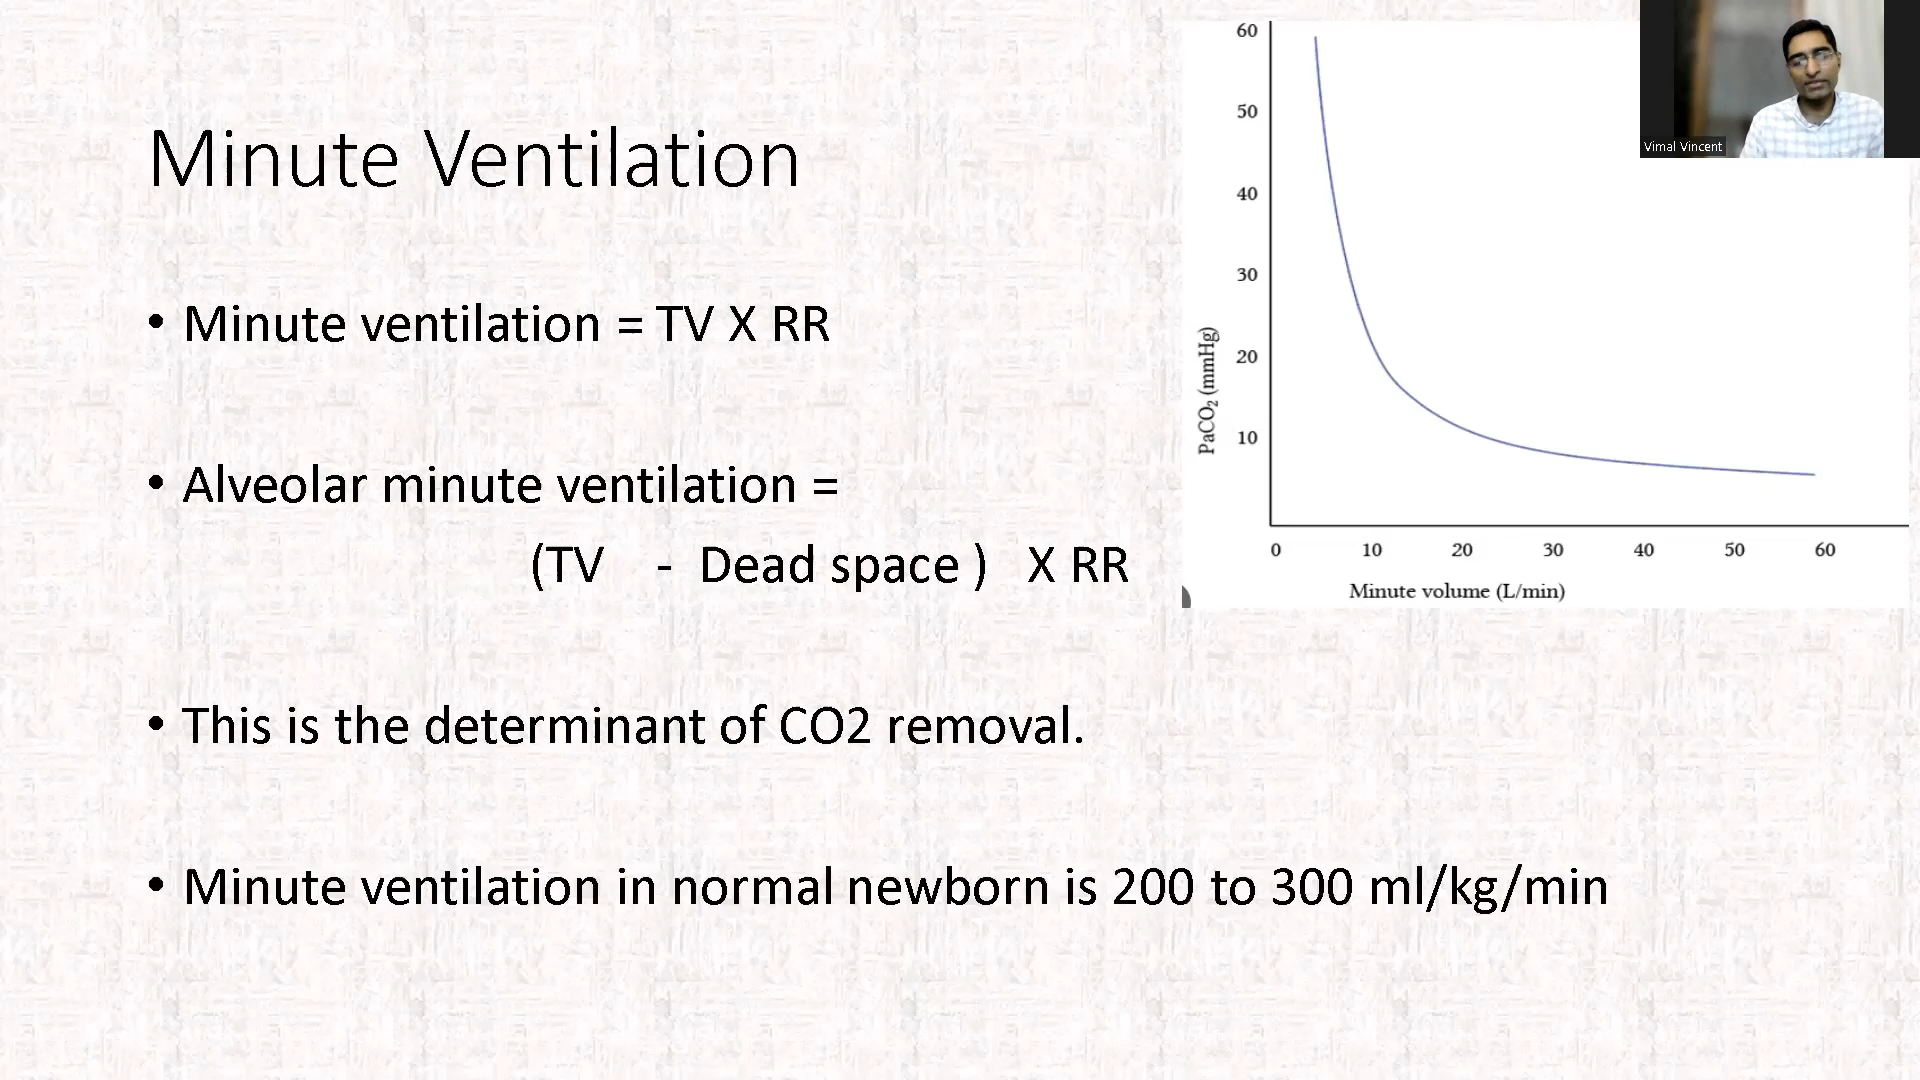 Minute Ventilation
• Minute ventilation = TV X RR
• Alveolar minute ventilation =
(TV - Dead space ) X RR
• This is the determinant of CO2 removal.
• Minute ventilation in normal newborn is 200 to 300 ml/kg/min
60
50
40
30
20
10
PaCO₂ (mmHg)
0 10 20 30 40 50 60
Minute volume (L/min)
Vimal Vincent